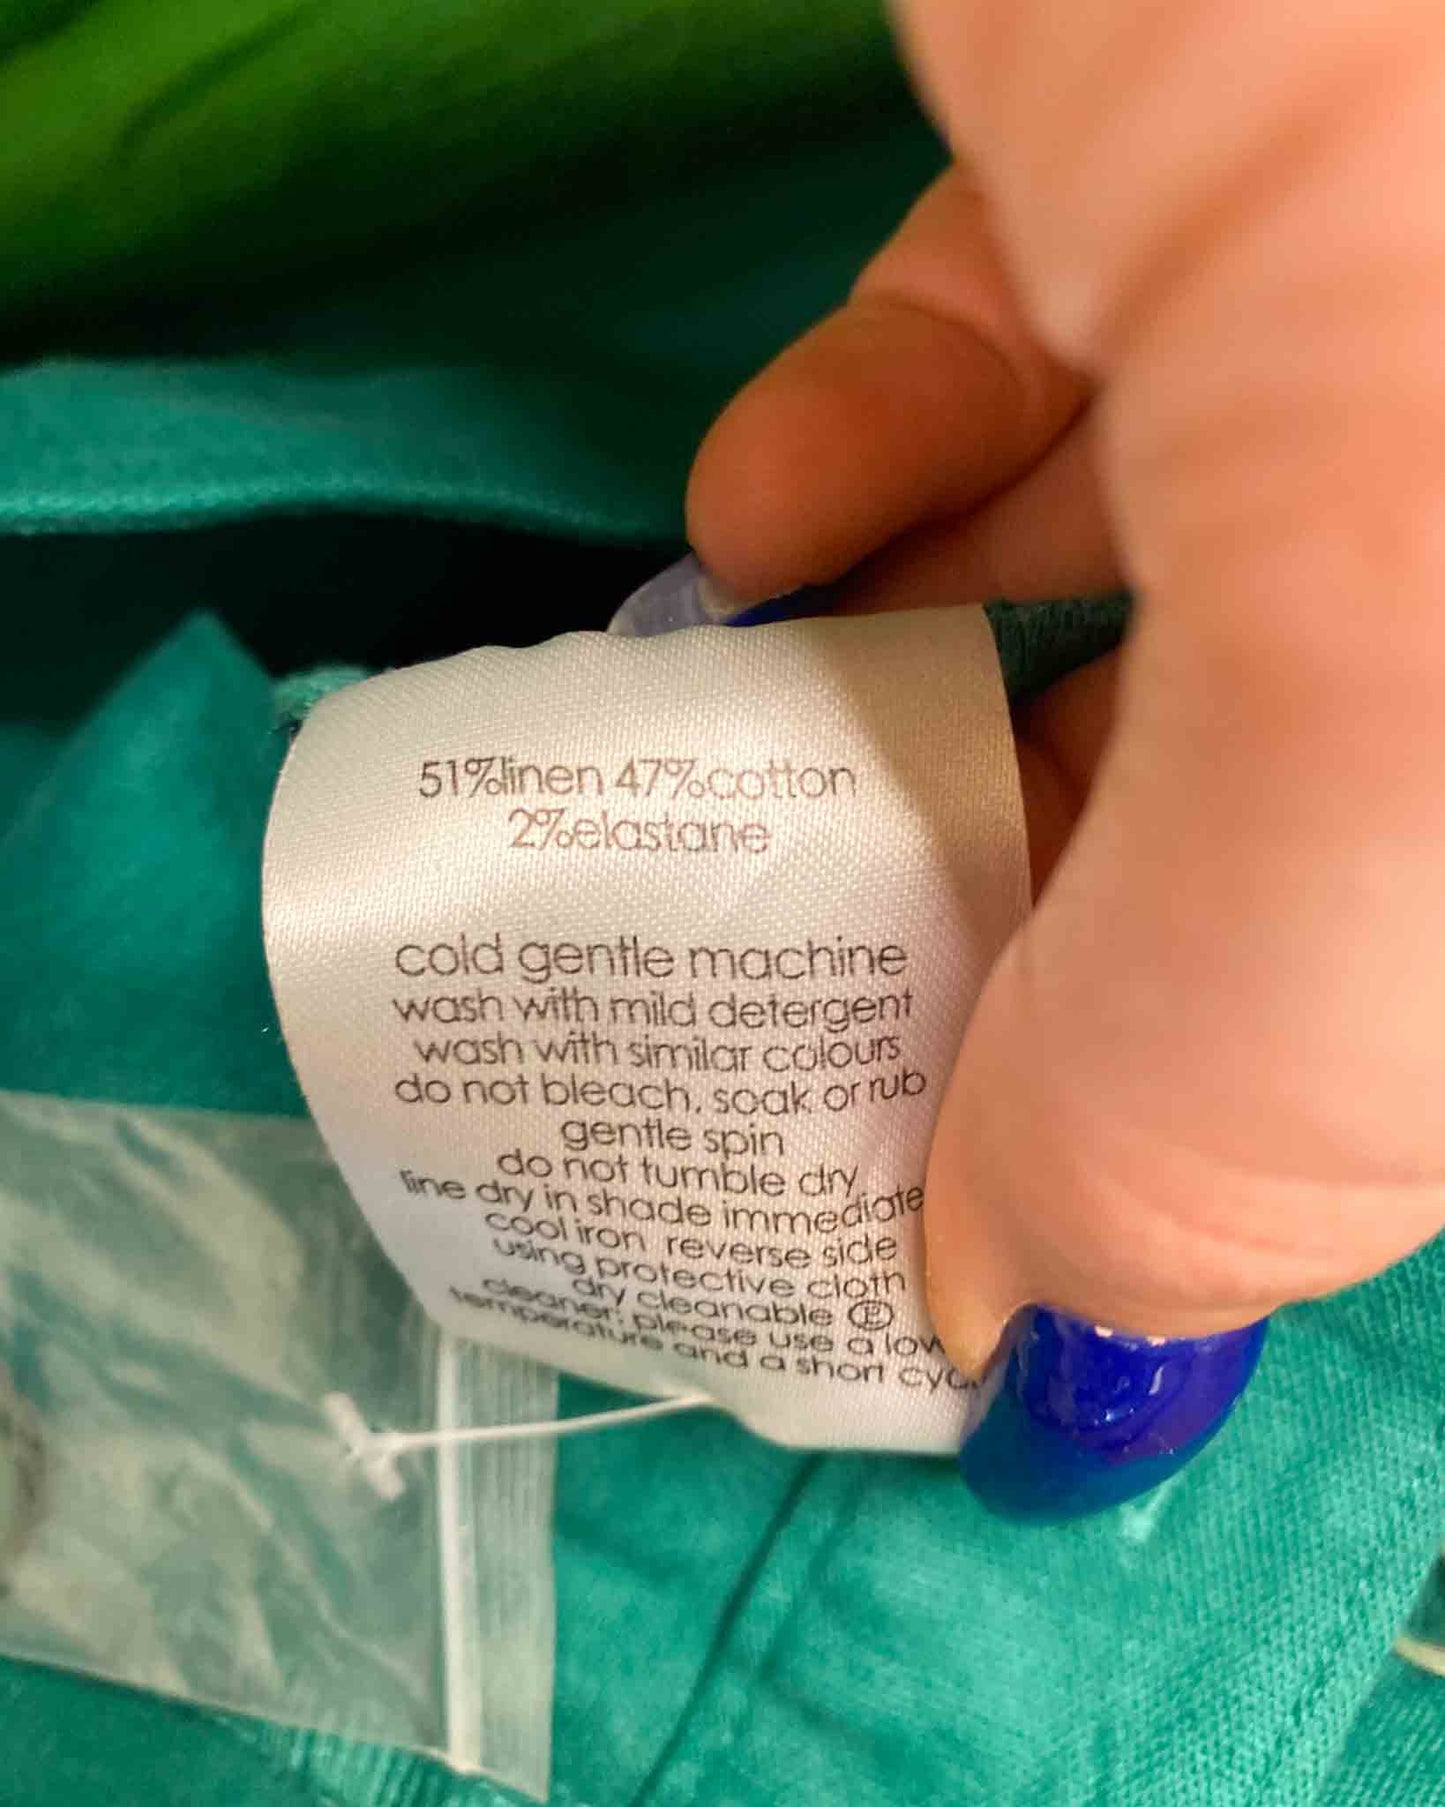 51%linen 47%cotton
2%elastane
cold gentle machine
wash with mild detergent
wash with similar colours
do not bleach, soak or rub
gentle spin
do not tumble dry
line dry in shade immediate
cool iron reverse side
using protective cloth
dry cleanable Ⓟ
cleaner: please use a low
temperature and a short